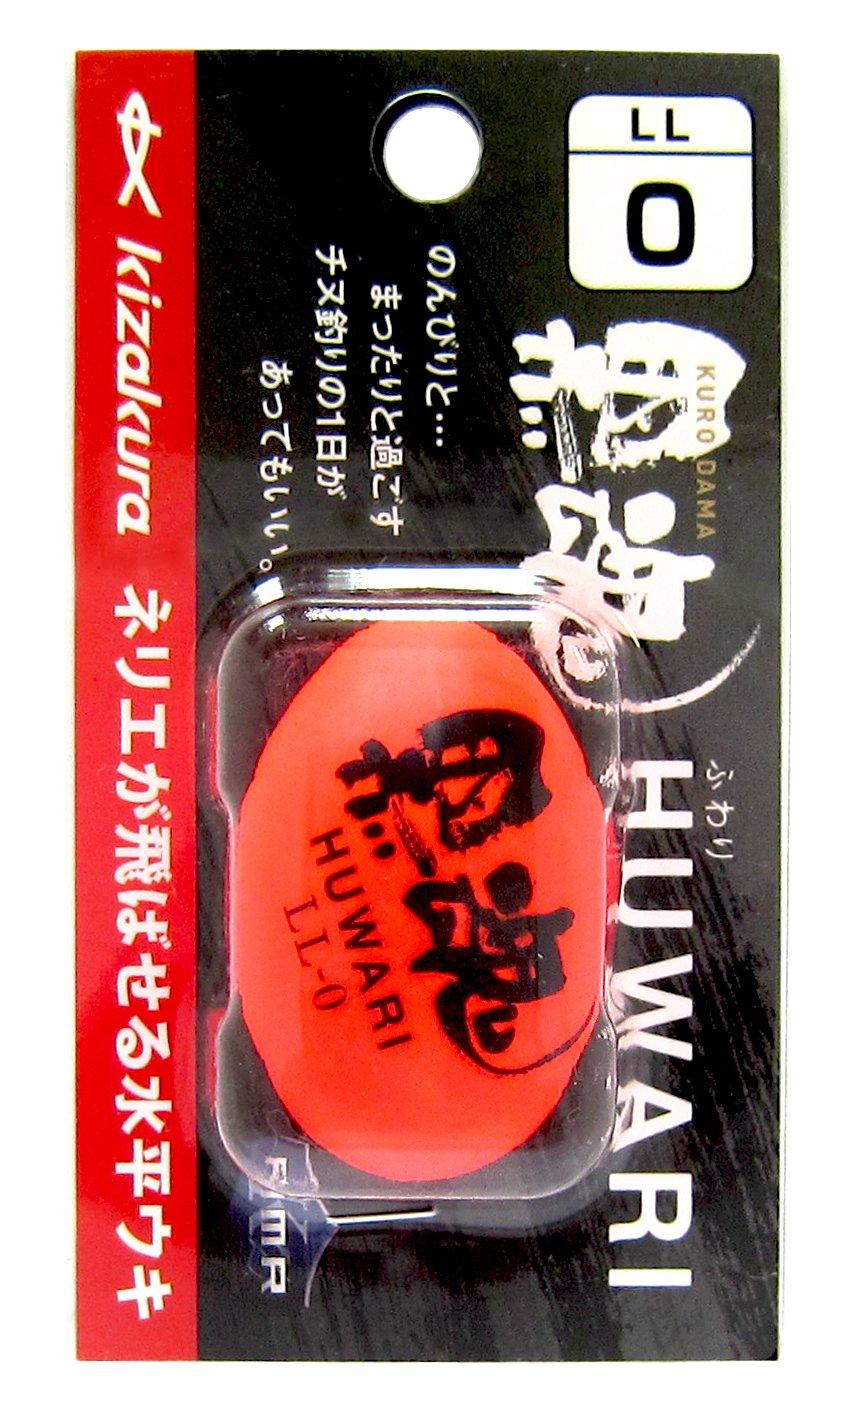 LL
0
KURODAMA
黒魂
ふわり
HUWARI
のんびりと…
まったりと過ごす
チヌ釣りの1日が
あってもいい。
黒魂
HUWARI
LL-0
kizakura ネリエが飛ばせる水平ウキ